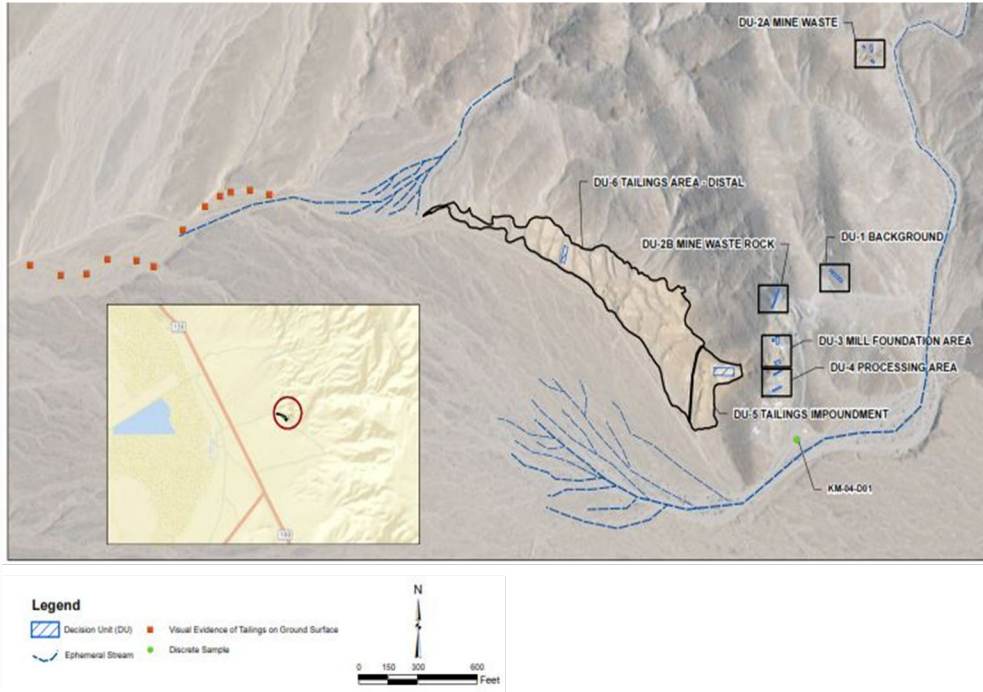 DU-2A MINE WASTE
DU-6 TAILINGS AREA - DISTAL
DU-2B MINE WASTE ROCK
DU-1 BACKGROUND
DU-3 MILL FOUNDATION AREA
DU-4 PROCESSING AREA
DU-5 TAILINGS IMPOUNDMENT
KM-04-D01
Legend
Decision Unit (DU)
Visual Evidence of Tailings on Ground Surface
Ephemeral Stream
Discrete Sample
N
0 150 300 600
Feet